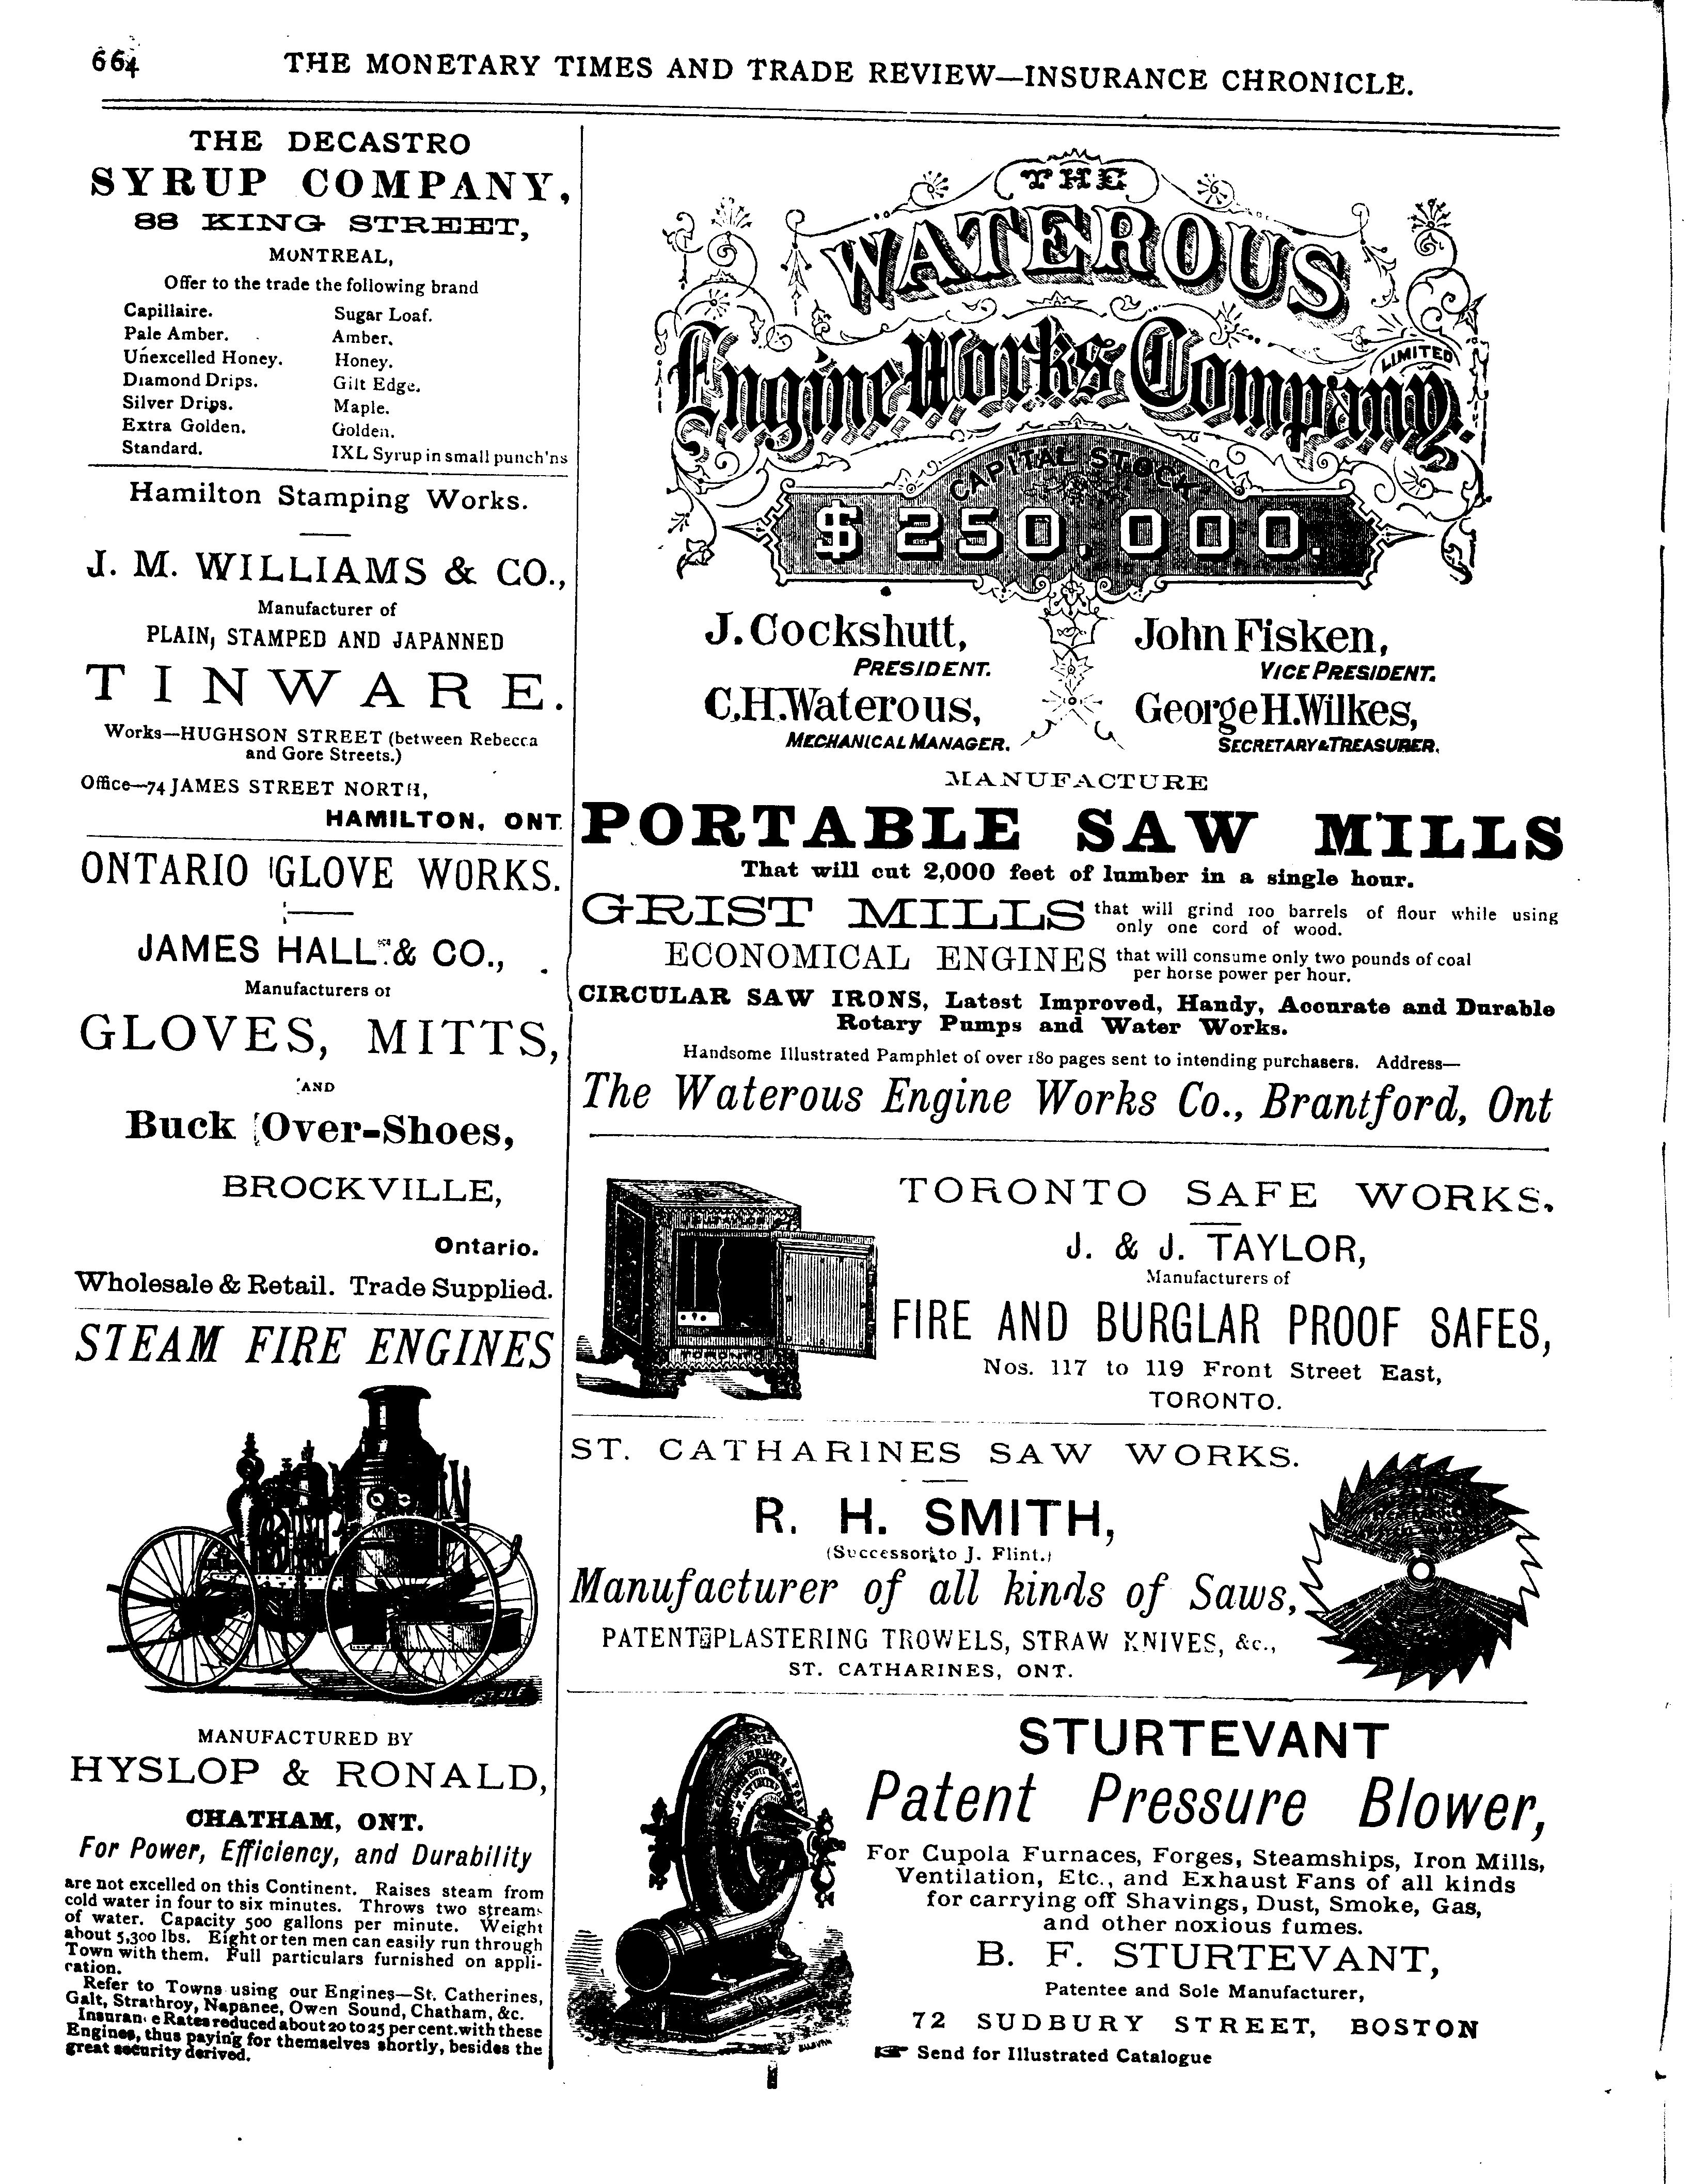 664
THE MONETARY TIMES AND TRADE REVIEW—INSURANCE CHRONICLE.
THE DECASTRO
SYRUP COMPANY,
88 KING STREET,
MONTREAL,
Offer to the trade the following brand
Capillaire. Sugar Loaf.
Pale Amber. Amber.
Unexcelled Honey. Honey.
Diamond Drips. Gilt Edge.
Silver Drips. Maple.
Extra Golden. Golden.
Standard. IXL Syrup in small punch'ns
Hamilton Stamping Works.
J. M. WILLIAMS & CO.,
Manufacturer of
PLAIN, STAMPED AND JAPANNED
TINWARE.
Works—HUGHSON STREET (between Rebecca
and Gore Streets.)
Office—74 JAMES STREET NORTH,
HAMILTON, ONT.
ONTARIO GLOVE WORKS.
JAMES HALL & CO.,
Manufacturers of
GLOVES, MITTS,
AND
Buck Over-Shoes,
BROCKVILLE,
Ontario.
Wholesale & Retail. Trade Supplied.
STEAM FIRE ENGINES
MANUFACTURED BY
HYSLOP & RONALD,
CHATHAM, ONT.
For Power, Efficiency, and Durability
are not excelled on this Continent. Raises steam from
cold water in four to six minutes. Throws two streams
of water. Capacity 500 gallons per minute. Weight
about 5,300 lbs. Eight or ten men can easily run through
Town with them. Full particulars furnished on appli-
cation.
Refer to Towns using our Engines—St. Catherines,
Galt, Strathroy, Napanee, Owen Sound, Chatham, &c.
Insurance Rates reduced about 20 to 25 per cent. with these
Engines, thus paying for themselves shortly, besides the
great security derived.
THE
WATEROUS
Engine Works Company.
LIMITED
CAPITAL STOCK
$250,000.
J. Cockshutt,
PRESIDENT.
John Fisken,
VICE PRESIDENT.
C.H. Waterous,
MECHANICAL MANAGER.
George H. Wilkes,
SECRETARY & TREASURER.
MANUFACTURE
PORTABLE SAW MILLS
That will cut 2,000 feet of lumber in a single hour.
GRIST MILLS that will grind 100 barrels of flour while using
only one cord of wood.
ECONOMICAL ENGINES that will consume only two pounds of coal
per horse power per hour.
CIRCULAR SAW IRONS, Latest Improved, Handy, Accurate and Durable
Rotary Pumps and Water Works.
Handsome Illustrated Pamphlet of over 180 pages sent to intending purchasers. Address—
The Waterous Engine Works Co., Brantford, Ont
TORONTO SAFE WORKS.
J. & J. TAYLOR,
Manufacturers of
FIRE AND BURGLAR PROOF SAFES,
Nos. 117 to 119 Front Street East,
TORONTO.
J.&J. TAYLOR
TORONTO
ST. CATHARINES SAW WORKS.
R. H. SMITH,
(Successor to J. Flint.)
Manufacturer of all kinds of Saws,
PATENT PLASTERING TROWELS, STRAW KNIVES, &c.,
ST. CATHARINES, ONT.
STURTEVANT
Patent Pressure Blower,
For Cupola Furnaces, Forges, Steamships, Iron Mills,
Ventilation, Etc., and Exhaust Fans of all kinds
for carrying off Shavings, Dust, Smoke, Gas,
and other noxious fumes.
B. F. STURTEVANT,
Patentee and Sole Manufacturer,
72 SUDBURY STREET, BOSTON
☞ Send for Illustrated Catalogue